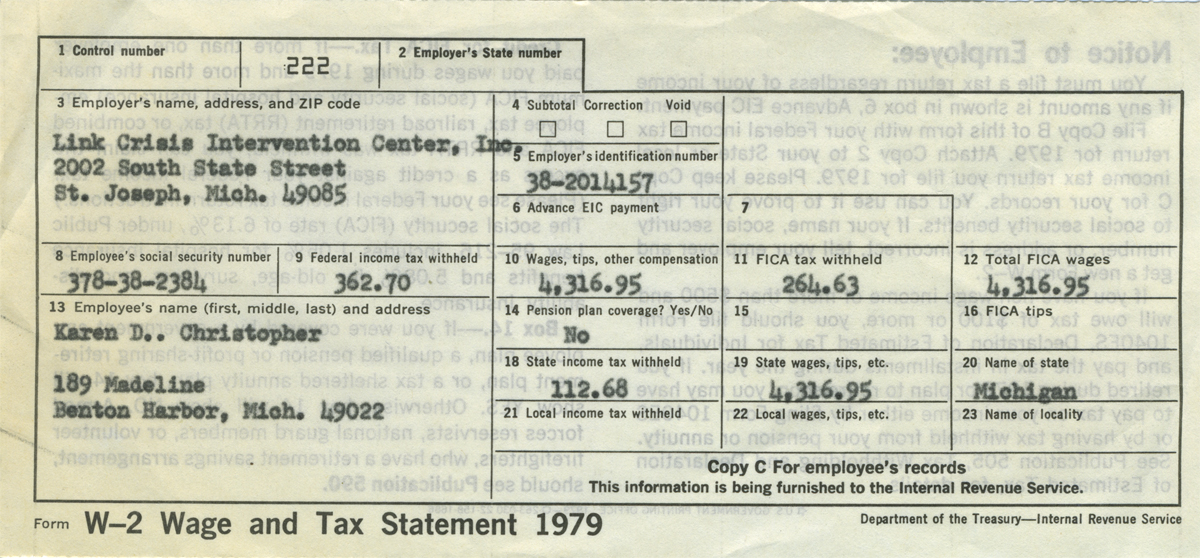 1 Control number
222
2 Employer's State number
3 Employer's name, address, and ZIP code
Link Crisis Intervention Center, Inc.
2002 South State Street
St. Joseph, Mich. 49085
4 Subtotal Correction Void
5 Employer's identification number
38-2014157
6 Advance EIC payment
7
8 Employee's social security number
378-38-2384
9 Federal income tax withheld
362.70
10 Wages, tips, other compensation
4,316.95
11 FICA tax withheld
264.63
12 Total FICA wages
4,316.95
13 Employee's name (first, middle, last) and address
Karen D.. Christopher
189 Madeline
Benton Harbor, Mich. 49022
14 Pension plan coverage? Yes/No
No
15
16 FICA tips
18 State income tax withheld
112.68
19 State wages, tips, etc.
4,316.95
20 Name of state
Michigan
21 Local income tax withheld
22 Local wages, tips, etc.
23 Name of locality
Copy C For employee's records
This information is being furnished to the Internal Revenue Service.
Form W–2 Wage and Tax Statement 1979
Department of the Treasury—Internal Revenue Service